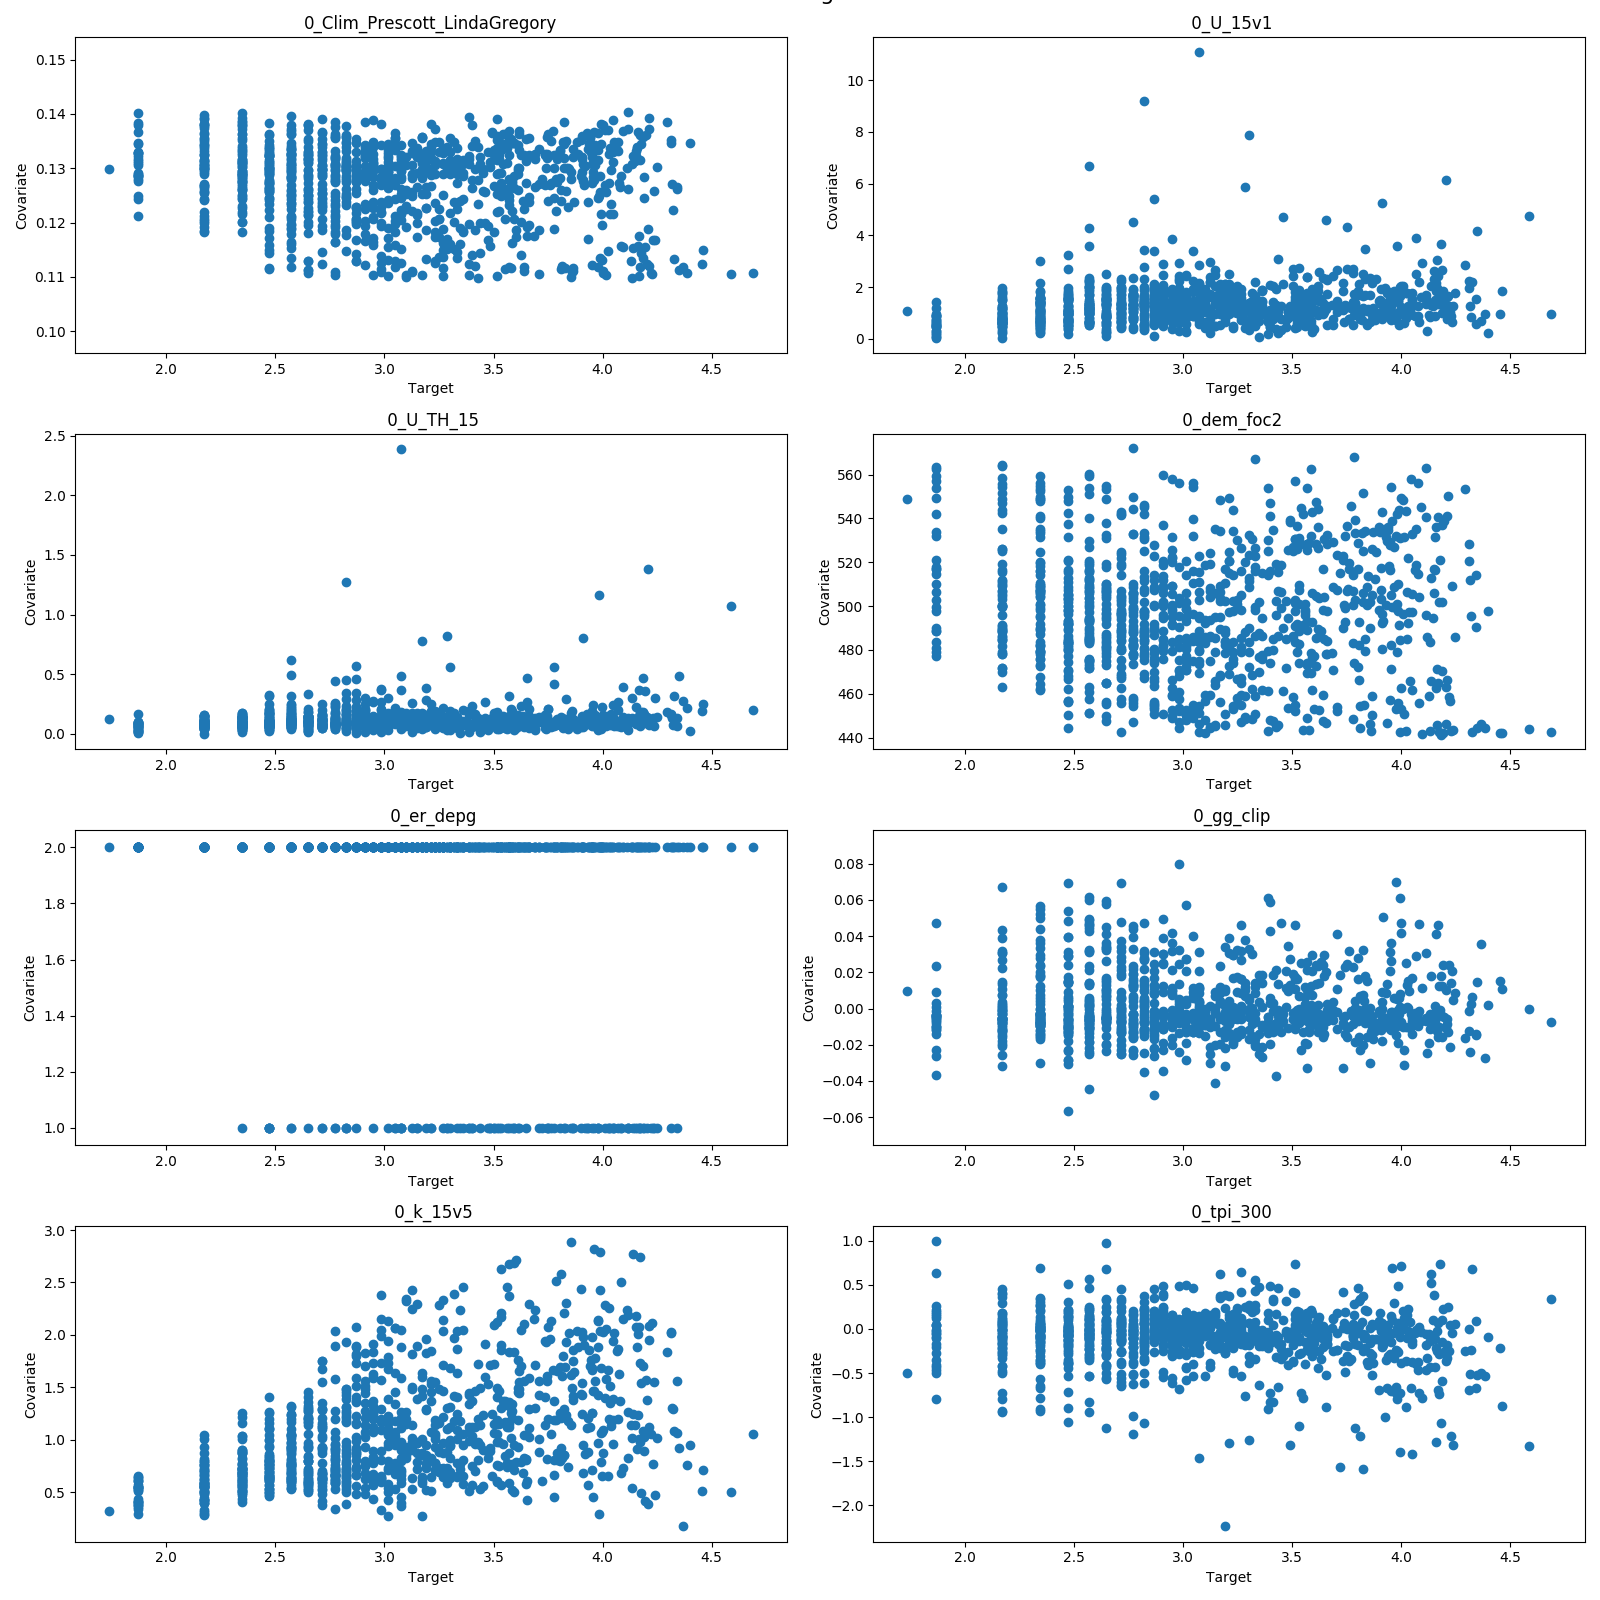 0_Clim_Prescott_LindaGregory
0.15
0.14
0.13
0.12
0.11
0.10
Covariate
2.0 2.5 3.0 3.5 4.0 4.5
Target
0_U_15v1
10
8
6
4
2
0
Covariate
2.0 2.5 3.0 3.5 4.0 4.5
Target
0_U_TH_15
2.5
2.0
1.5
1.0
0.5
0.0
Covariate
2.0 2.5 3.0 3.5 4.0 4.5
Target
0_dem_foc2
560
540
520
500
480
460
440
Covariate
2.0 2.5 3.0 3.5 4.0 4.5
Target
0_er_depg
2.0
1.8
1.6
1.4
1.2
1.0
Covariate
2.0 2.5 3.0 3.5 4.0 4.5
Target
0_gg_clip
0.08
0.06
0.04
0.02
0.00
−0.02
−0.04
−0.06
Covariate
2.0 2.5 3.0 3.5 4.0 4.5
Target
0_k_15v5
3.0
2.5
2.0
1.5
1.0
0.5
Covariate
2.0 2.5 3.0 3.5 4.0 4.5
Target
0_tpi_300
1.0
0.5
0.0
−0.5
−1.0
−1.5
−2.0
Covariate
2.0 2.5 3.0 3.5 4.0 4.5
Target